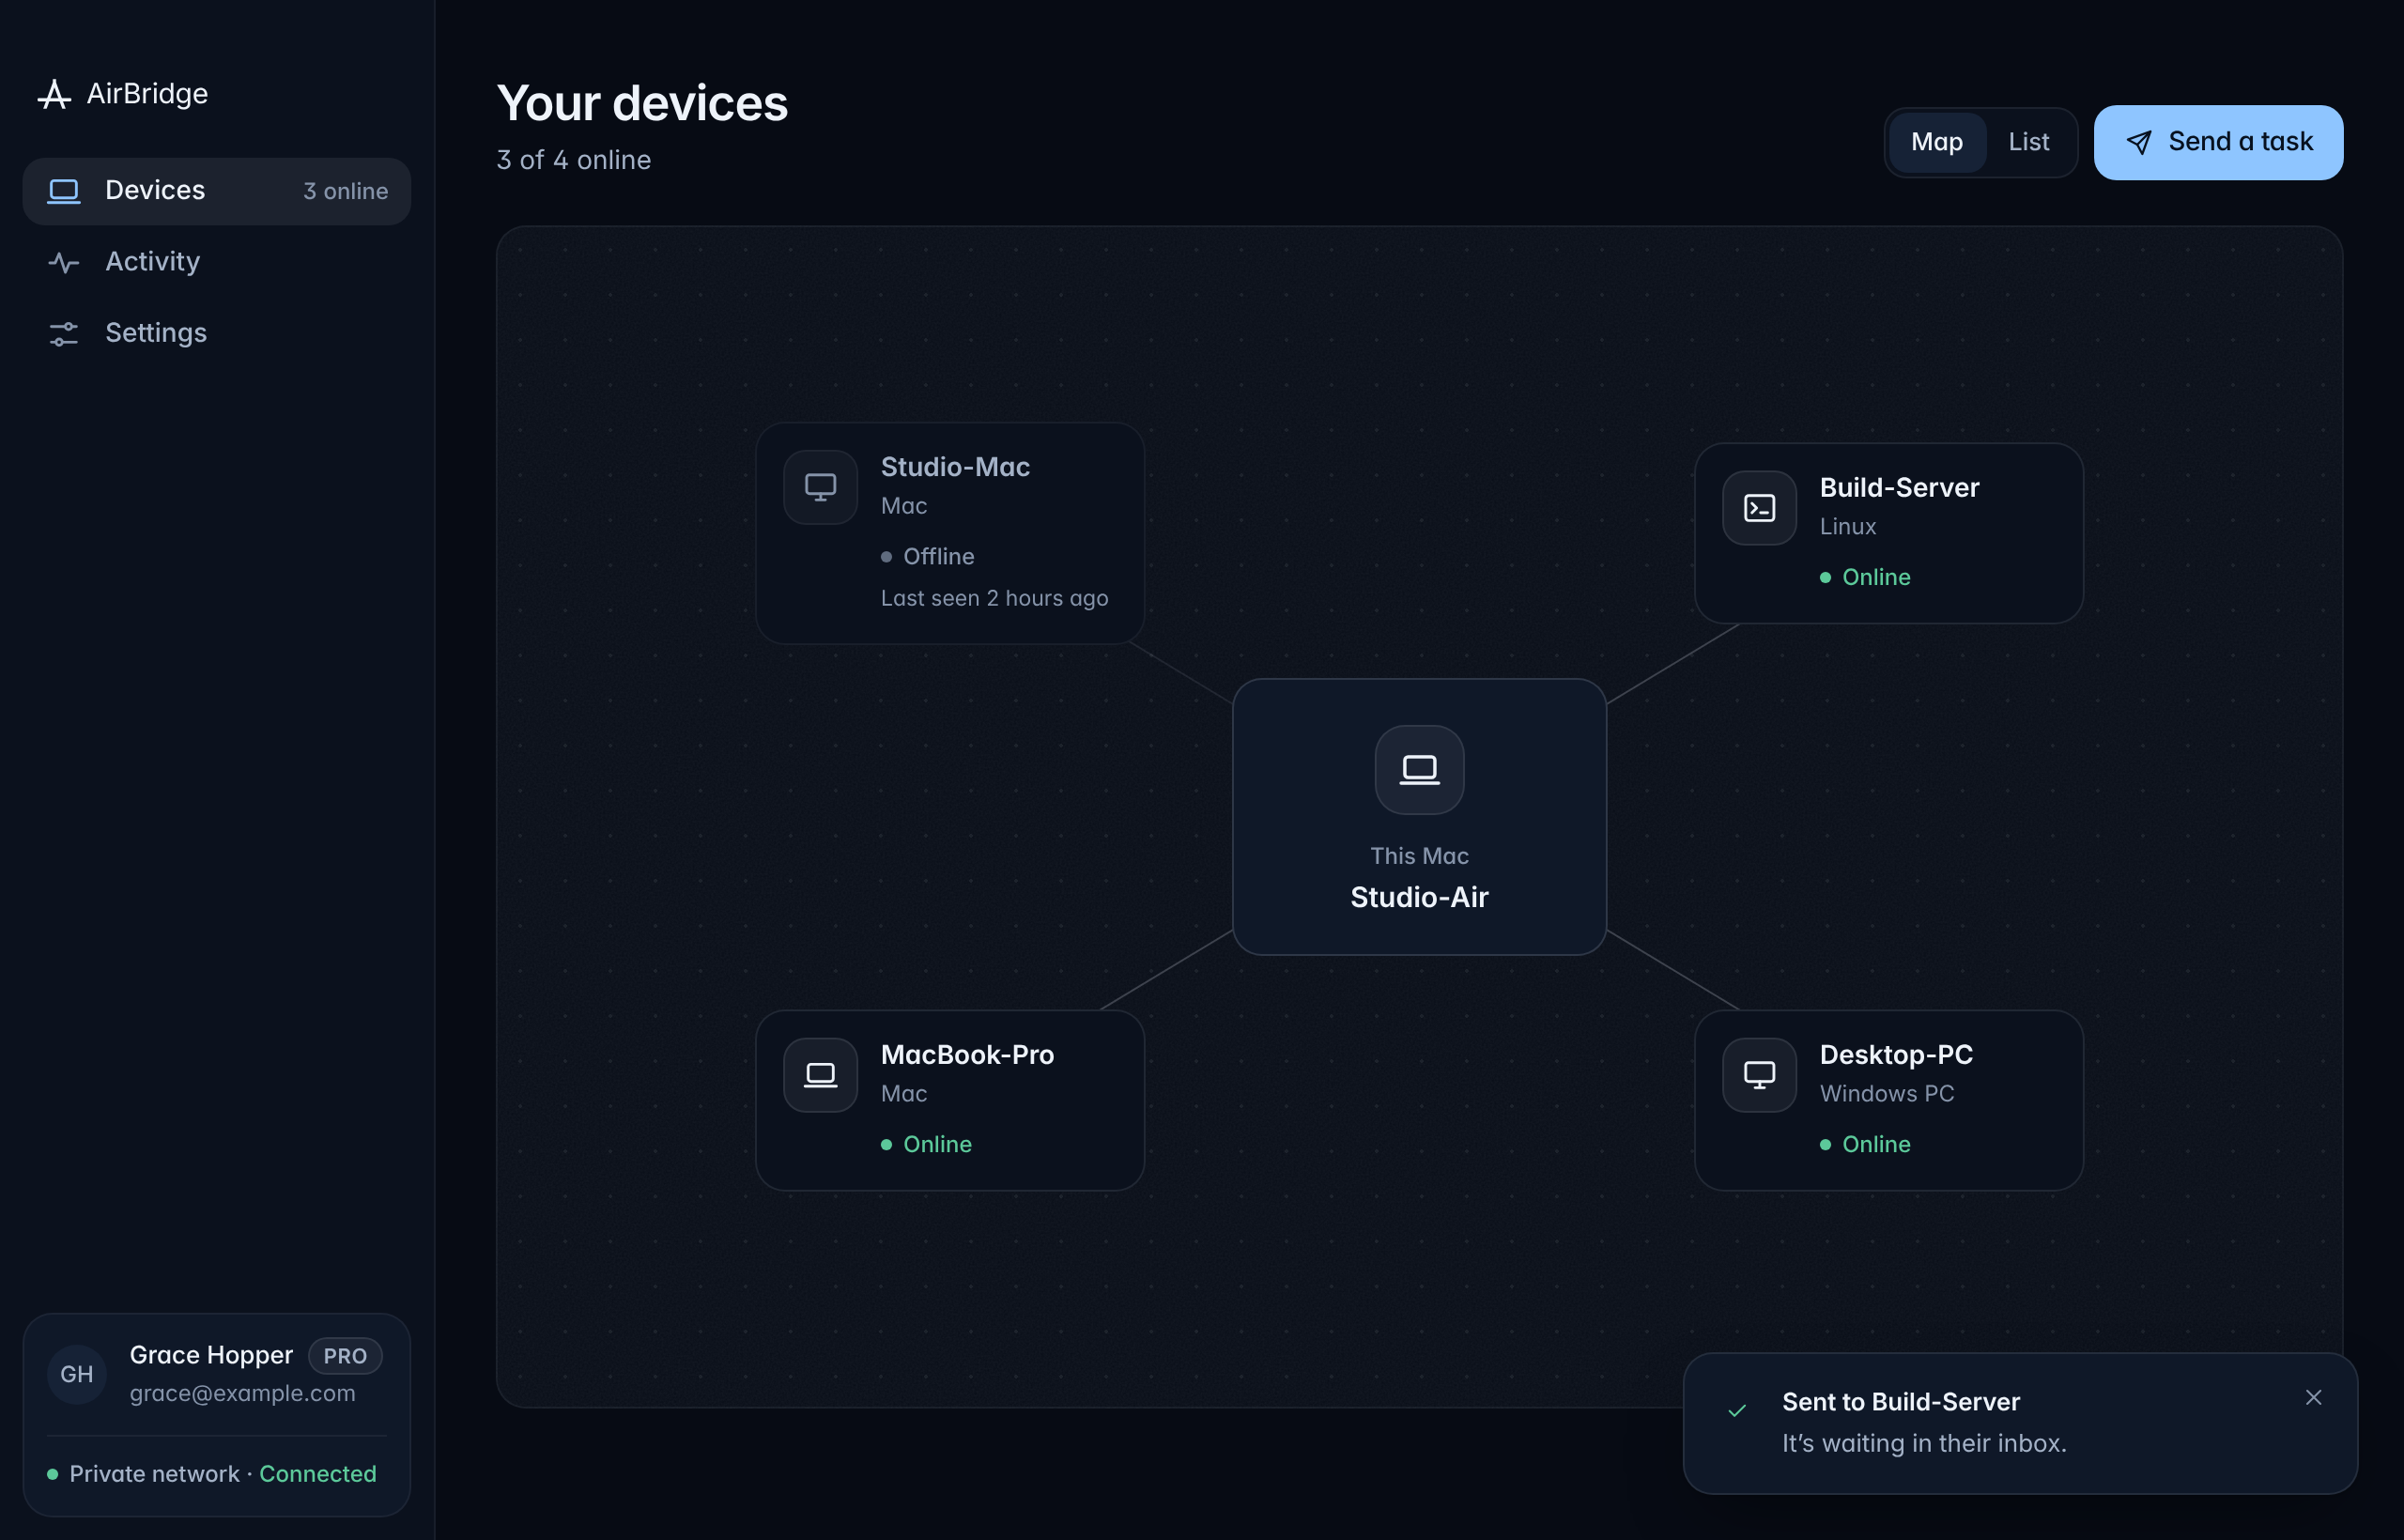 AirBridge
Devices
3 online
Activity
Settings
Your devices
3 of 4 online
Map
List
Send a task
Studio-Mac
Mac
Offline
Last seen 2 hours ago
Build-Server
Linux
Online
This Mac
Studio-Air
MacBook-Pro
Mac
Online
Desktop-PC
Windows PC
Online
GH
Grace Hopper
PRO
grace@example.com
Private network · Connected
Sent to Build-Server
It’s waiting in their inbox.